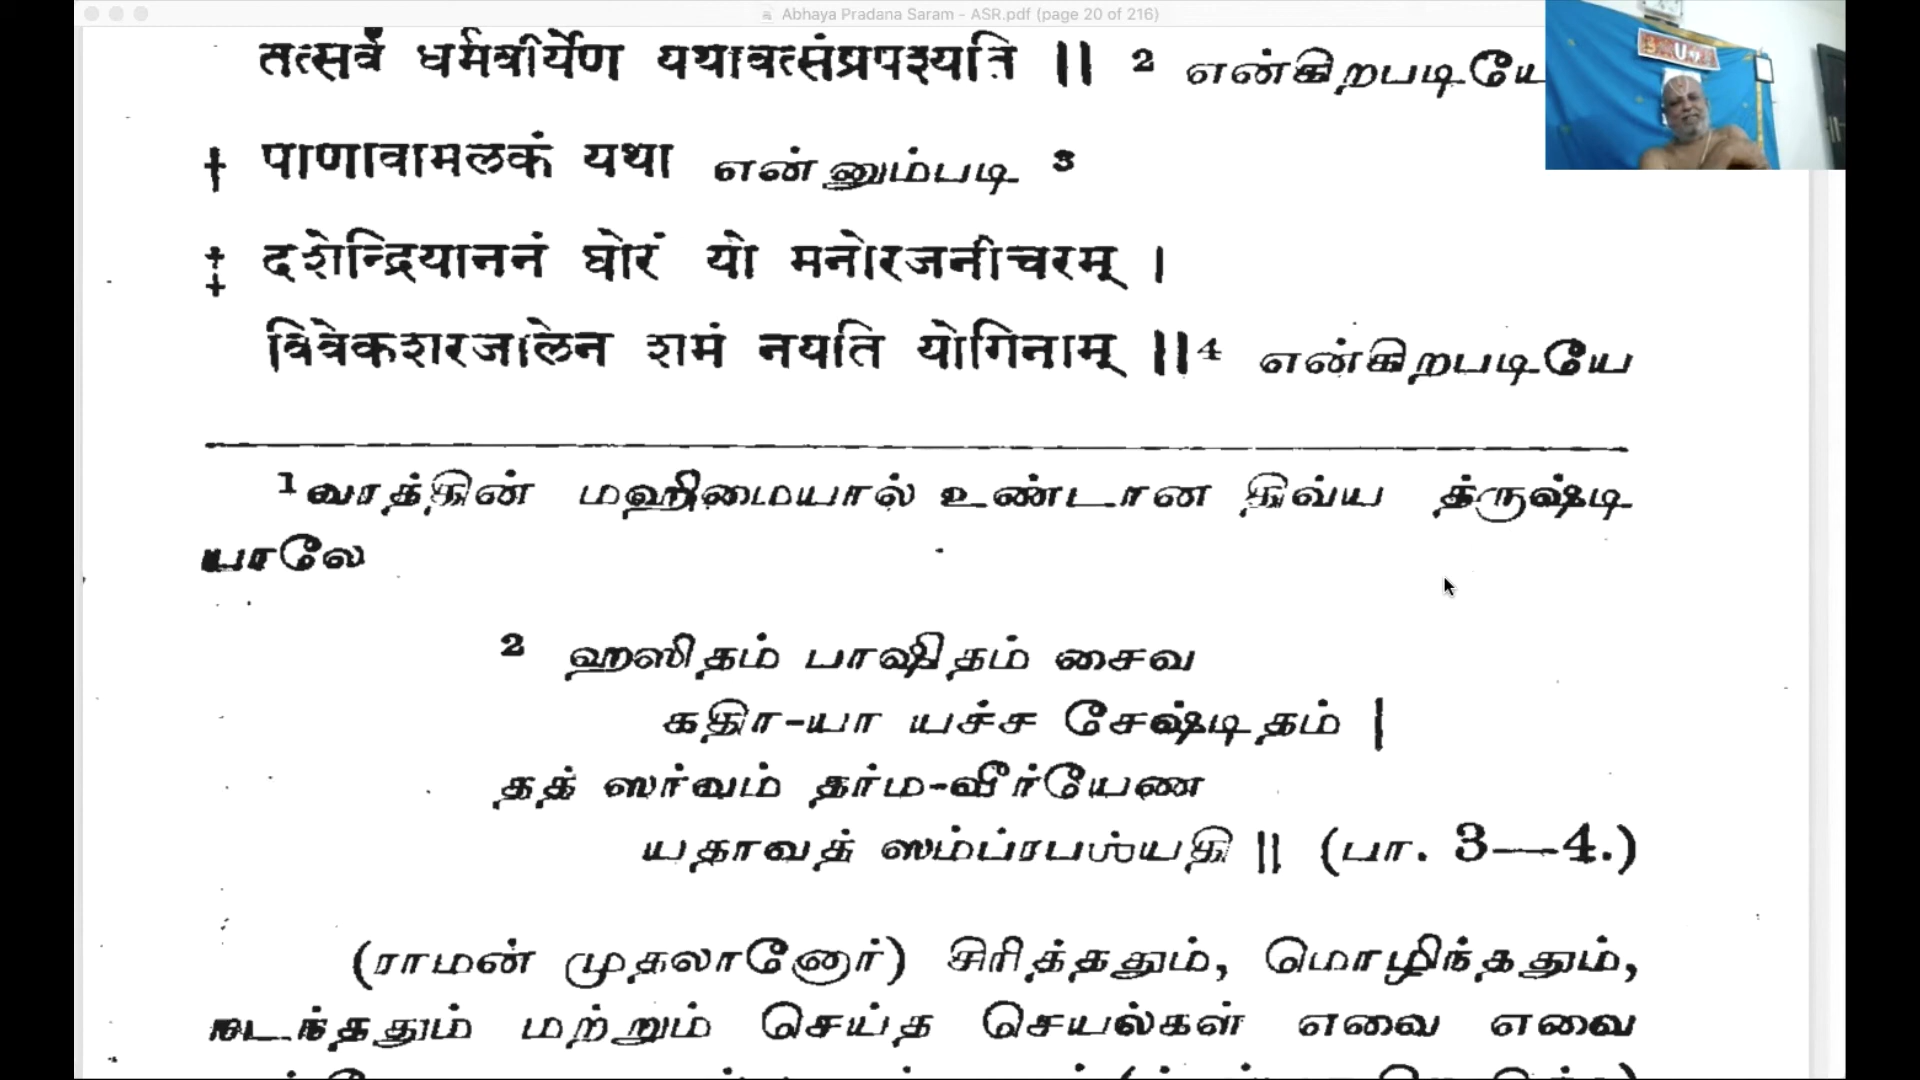 Abhaya Pradana Saram - ASR.pdf (page 20 of 216)
तत्सर्वं धर्मवीर्येण यथावत्संप्रपश्यति || 2 என்கிறபடியே
† पाणावामलकं यथा என்னும்படி 3
‡ दशेन्द्रियाननं घोरं यो मनोरजनीचरम् ।
विवेकशरजालेन शमं नयति योगिनाम् ||4 என்கிறபடியே
1 வரத்தின் மஹிமையால் உண்டான திவ்ய த்ருஷ்டி
யாலே
2 ஹஸிதம் பாஷிதம் சைவ
கதிர்-யா யச்ச சேஷ்டிதம் |
தத் ஸர்வம் தர்ம-வீர்யேண
யதாவத் ஸம்ப்ரபஶ்யதி || (பா. 3—4.)
(ராமன் முதலானோர்) சிரித்ததும், மொழிந்ததும்,
நடந்ததும் மற்றும் செய்த செயல்கள் எவை எவை